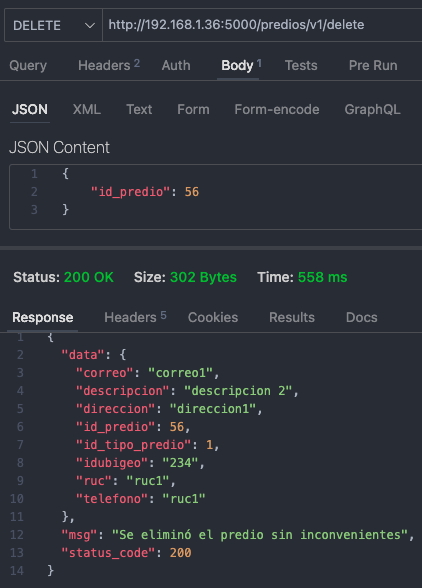 DELETE http://192.168.1.36:5000/predios/v1/delete
Query Headers 2 Auth Body 1 Tests Pre Run
JSON XML Text Form Form-encode GraphQL
JSON Content
1 {
2 "id_predio": 56
3 }
Status: 200 OK Size: 302 Bytes Time: 558 ms
Response Headers 5 Cookies Results Docs
1 {
2 "data": {
3 "correo": "correo1",
4 "descripcion": "descripcion 2",
5 "direccion": "direccion1",
6 "id_predio": 56,
7 "id_tipo_predio": 1,
8 "idubigeo": "234",
9 "ruc": "ruc1",
10 "telefono": "ruc1"
11 },
12 "msg": "Se eliminó el predio sin inconvenientes",
13 "status_code": 200
14 }